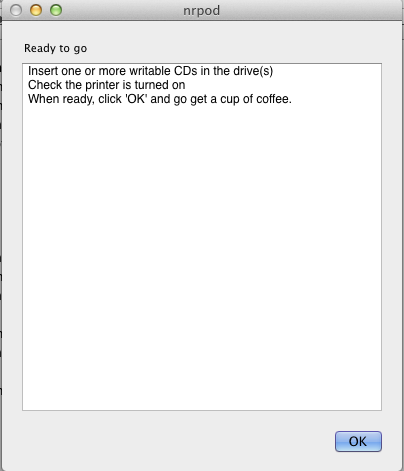 nrpod
Ready to go
Insert one or more writable CDs in the drive(s)
Check the printer is turned on
When ready, click 'OK' and go get a cup of coffee.
OK